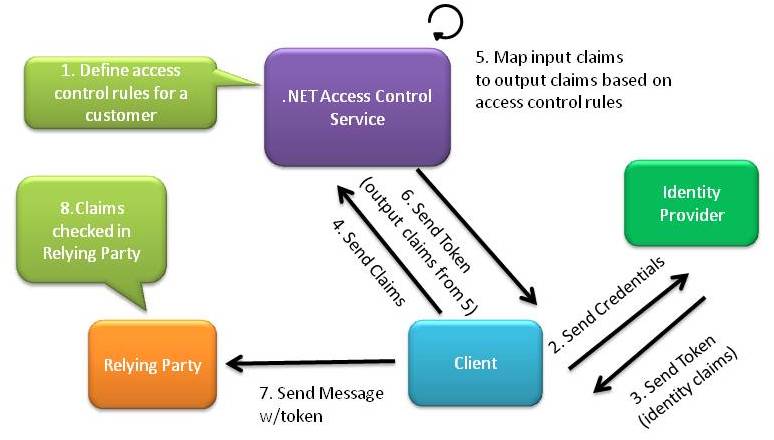 1. Define access
control rules for a
customer
.NET Access Control
Service
5. Map input claims
to output claims based on
access control rules
8.Claims
checked in
Relying Party
Identity
Provider
4. Send Claims
6. Send Token
(output claims from 5)
2. Send Credentials
3. Send Token
(identity claims)
Relying Party
Client
7. Send Message
w/token